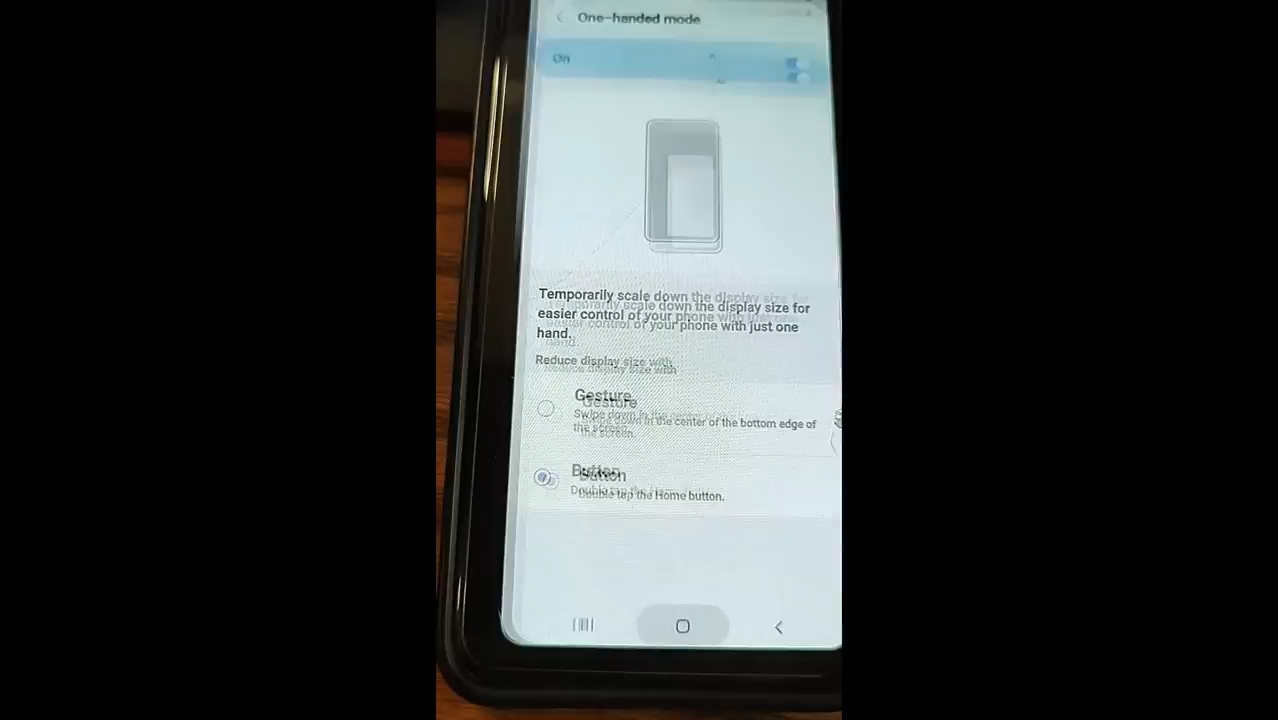 One-handed mode
On
Temporarily scale down the display size for
easier control of your phone with just one
hand.
Reduce display size with
Gesture
Swipe down in the center of the bottom edge of
the screen.
Button
Double tap the Home button.